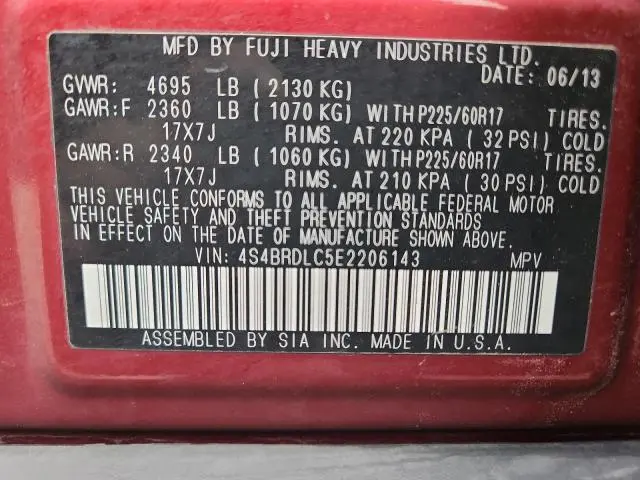 MFD BY FUJI HEAVY INDUSTRIES LTD.
DATE: 06/13
GVWR: 4695 LB ( 2130 KG)
GAWR:F 2360 LB ( 1070 KG) WITH P225/60R17 TIRES.
17X7J RIMS. AT 220 KPA ( 32 PSI) COLD
GAWR:R 2340 LB ( 1060 KG) WITH P225/60R17 TIRES.
17X7J RIMS. AT 210 KPA ( 30 PSI) COLD
THIS VEHICLE CONFORMS TO ALL APPLICABLE FEDERAL MOTOR
VEHICLE SAFETY AND THEFT PREVENTION STANDARDS
IN EFFECT ON THE DATE OF MANUFACTURE SHOWN ABOVE.
VIN: 4S4BRDLC5E2206143 MPV
ASSEMBLED BY SIA INC. MADE IN U.S.A.